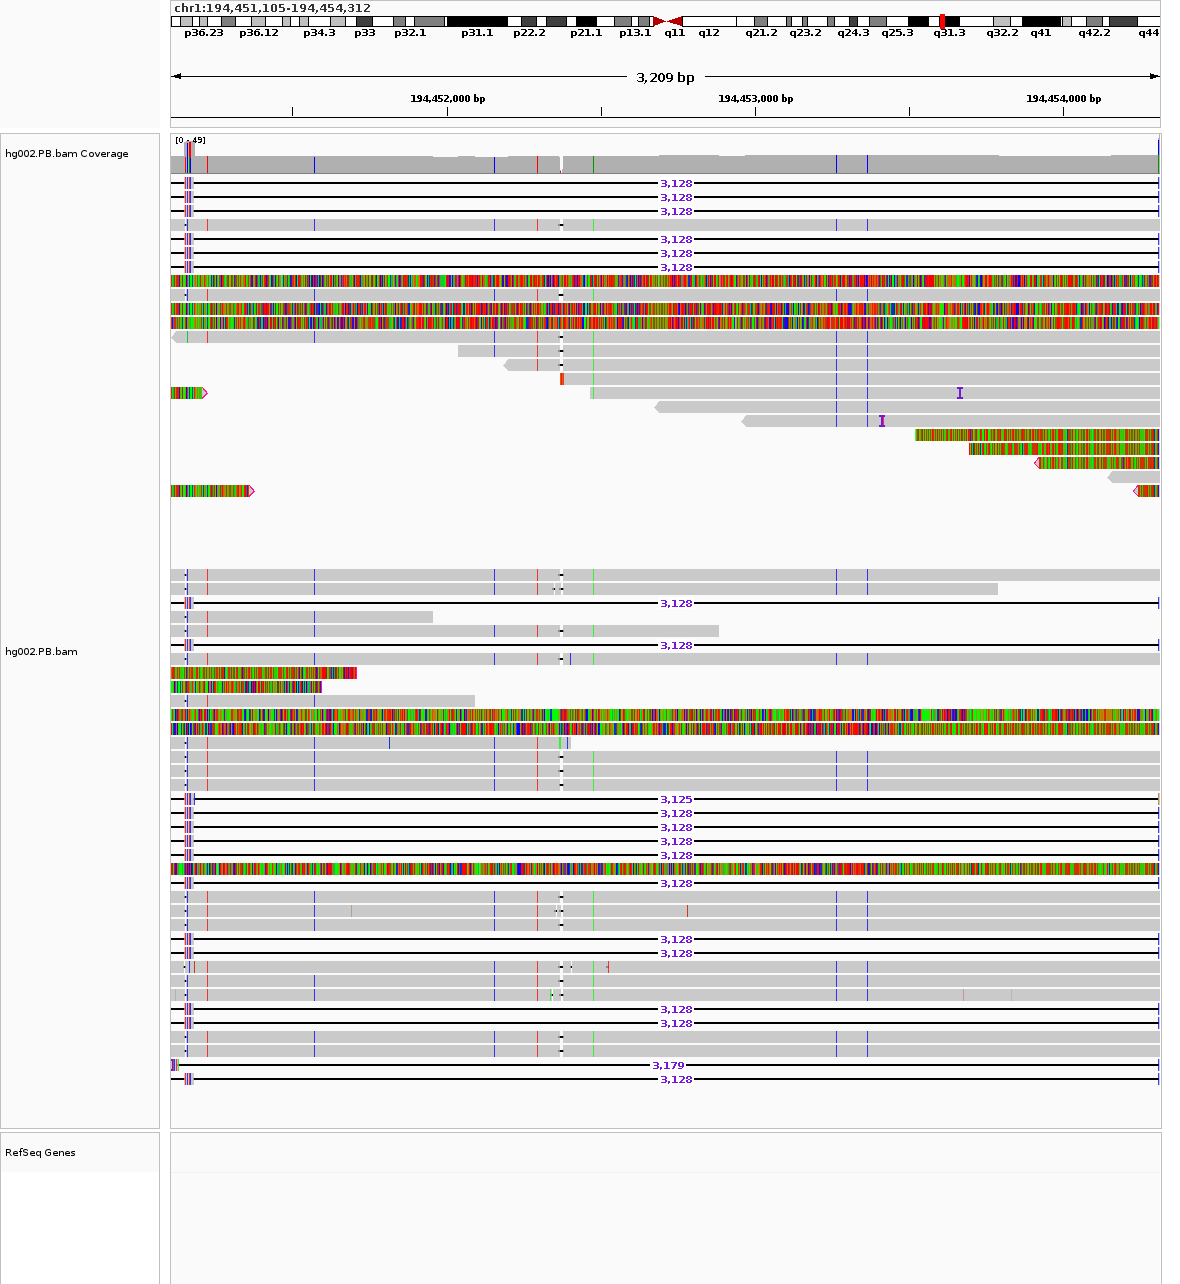 chr1:194,451,105-194,454,312
p36.23 p36.12 p34.3 p33 p32.1 p31.1 p22.2 p21.1 p13.1 q11 q12 q21.2 q23.2 q24.3 q25.3 q31.3 q32.2 q41 q42.2 q44
3,209 bp
194,452,000 bp 194,453,000 bp 194,454,000 bp
[0 - 49]
hg002.PB.bam Coverage
3,128
3,128
3,128
3,128
3,128
3,128
3,128
3,128
hg002.PB.bam
3,125
3,128
3,128
3,128
3,128
3,128
3,128
3,128
3,128
3,128
3,179
3,128
RefSeq Genes